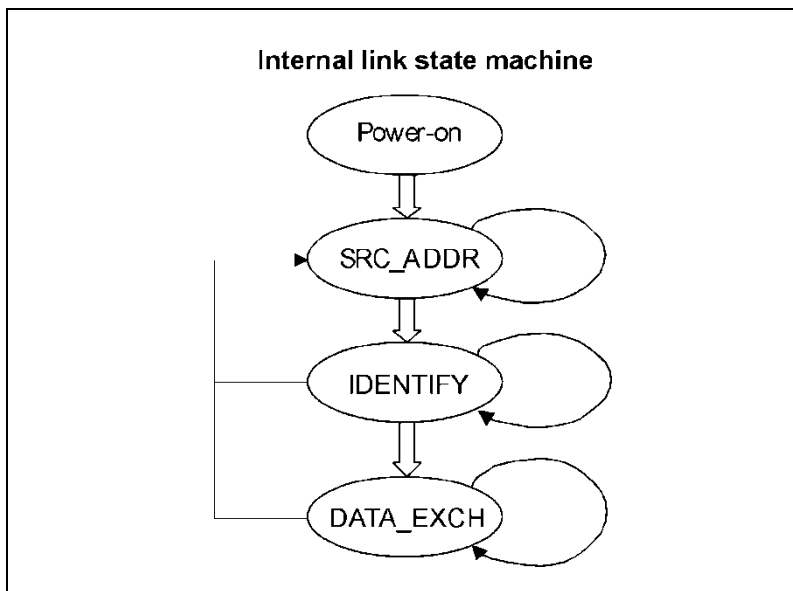 Internal link state machine
Power-on
SRC_ADDR
IDENTIFY
DATA_EXCH